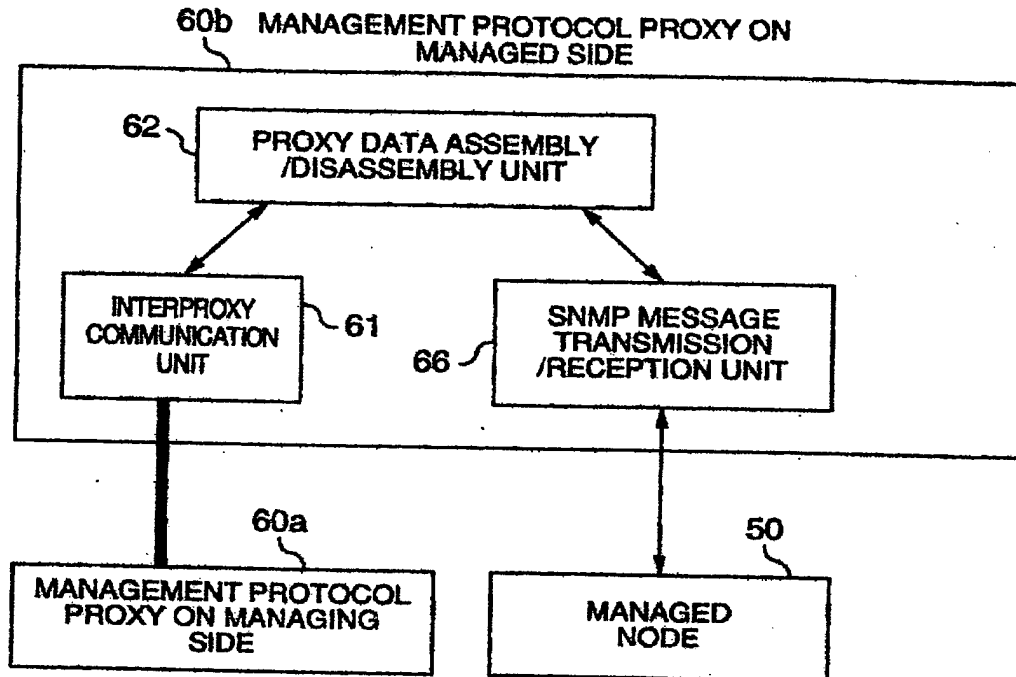 60b MANAGEMENT PROTOCOL PROXY ON
MANAGED SIDE
62
PROXY DATA ASSEMBLY
/DISASSEMBLY UNIT
INTERPROXY
COMMUNICATION
UNIT
61
66
SNMP MESSAGE
TRANSMISSION
/RECEPTION UNIT
60a
MANAGEMENT PROTOCOL
PROXY ON MANAGING
SIDE
50
MANAGED
NODE